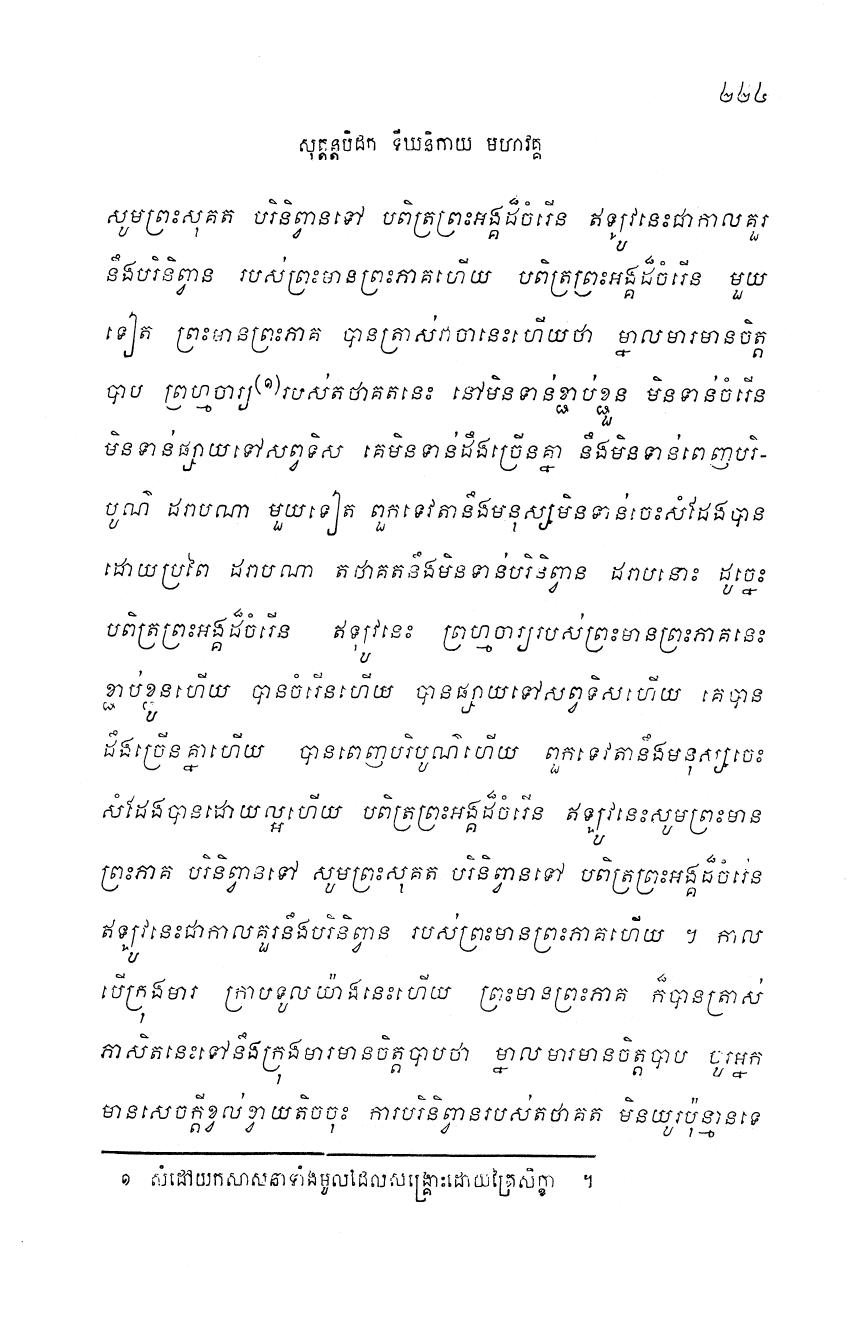 ២២៤
សុត្តន្តបិដក ទីឃនិកាយ មហាវគ្គ
សូមព្រះសុគត បរិនិព្វានទៅ បពិត្រព្រះអង្គដ៏ចំរើន ឥឡូវនេះជាកាលគួរ
នឹងបរិនិព្វាន របស់ព្រះមានព្រះភាគហើយ បពិត្រព្រះអង្គដ៏ចំរើន មួយ
ទៀត ព្រះមានព្រះភាគ បានត្រាស់វាចានេះហើយថា ម្នាលមារមានចិត្ត
បាប ព្រហ្មចារ្យ(១)របស់តថាគតនេះ នៅមិនទាន់ខ្ជាប់ខ្ជួន មិនទាន់ចំរើន
មិនទាន់ផ្សាយទៅសព្វទិស គេមិនទាន់ដឹងច្រើនគ្នា នឹងមិនទាន់ពេញបរិ-
បូណ៌ ដរាបណា មួយទៀត ពួកទេវតានឹងមនុស្សមិនទាន់ចេះសំដែងបាន
ដោយប្រពៃ ដរាបណា តថាគតនឹងមិនទាន់បរិនិព្វាន ដរាបនោះ ដូច្នេះ
បពិត្រព្រះអង្គដ៏ចំរើន ឥឡូវនេះ ព្រហ្មចារ្យរបស់ព្រះមានព្រះភាគនេះ
ខ្ជាប់ខ្ជួនហើយ បានចំរើនហើយ បានផ្សាយទៅសព្វទិសហើយ គេបាន
ដឹងច្រើនគ្នាហើយ បានពេញបរិបូណ៌ហើយ ពួកទេវតានឹងមនុស្សចេះ
សំដែងបានដោយល្អហើយ បពិត្រព្រះអង្គដ៏ចំរើន ឥឡូវនេះសូមព្រះមាន
ព្រះភាគ បរិនិព្វានទៅ សូមព្រះសុគត បរិនិព្វានទៅ បពិត្រព្រះអង្គដ៏ចំរើន
ឥឡូវនេះជាកាលគួរនឹងបរិនិព្វាន របស់ព្រះមានព្រះភាគហើយ ។ កាល
បើក្រុងមារ ក្រាបទូលយ៉ាងនេះហើយ ព្រះមានព្រះភាគ ក៏បានត្រាស់
ភាសិតនេះទៅនឹងក្រុងមារមានចិត្តបាបថា ម្នាលមារមានចិត្តបាប ចូរអ្នក
មានសេចក្តីខ្វល់ខ្វាយតិចចុះ ការបរិនិព្វានរបស់តថាគត មិនយូរប៉ុន្មានទេ
១ សំដៅយកសាសនាទាំងមូលដែលសង្គ្រោះដោយត្រៃសិក្ខា ។